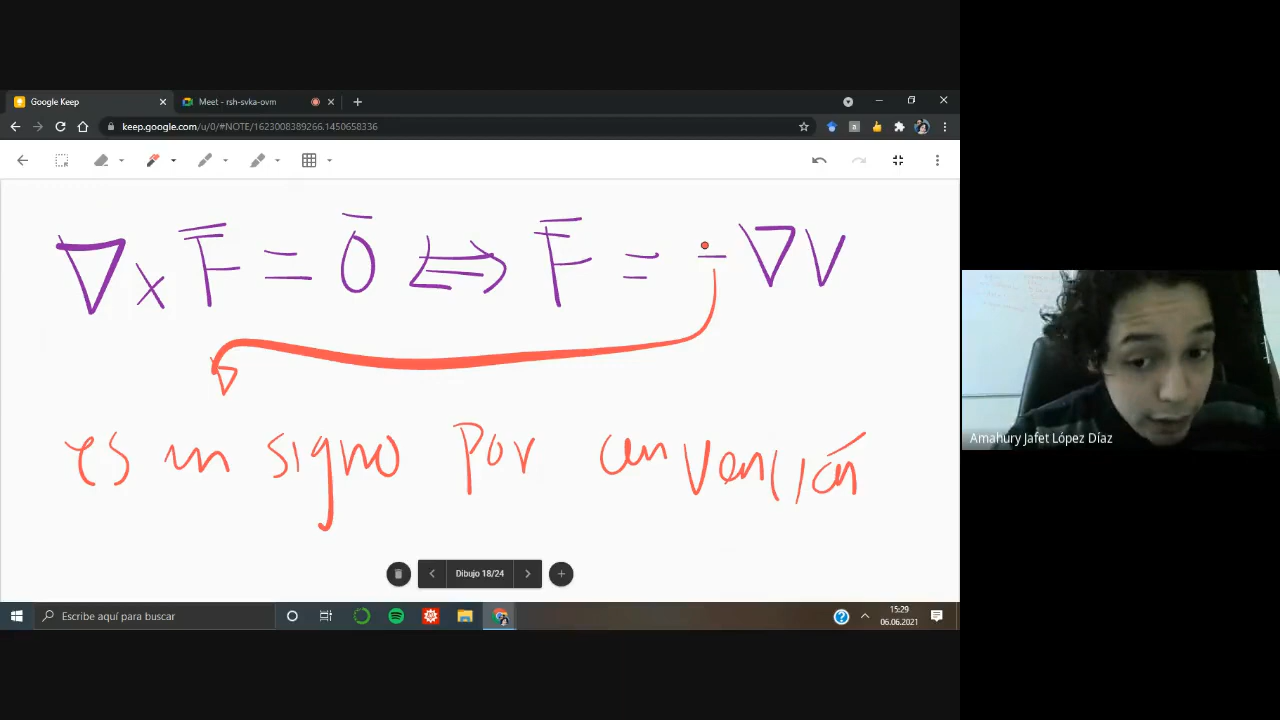 Google Keep
Meet - rsh-svka-ovm
keep.google.com/u/0/#NOTE/1623008389266.1450658336
∇ × F̅ = 0̅ ⟺ F̅ = -∇V
es un signo por convención
Amahury Jafet López Díaz
Dibujo 18/24
Escribe aquí para buscar
15:29
06.06.2021